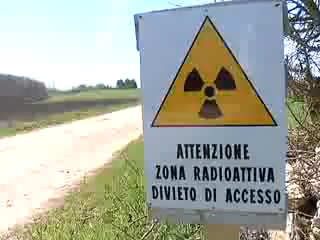 ATTENZIONE
ZONA RADIOATTIVA
DIVIETO DI ACCESSO